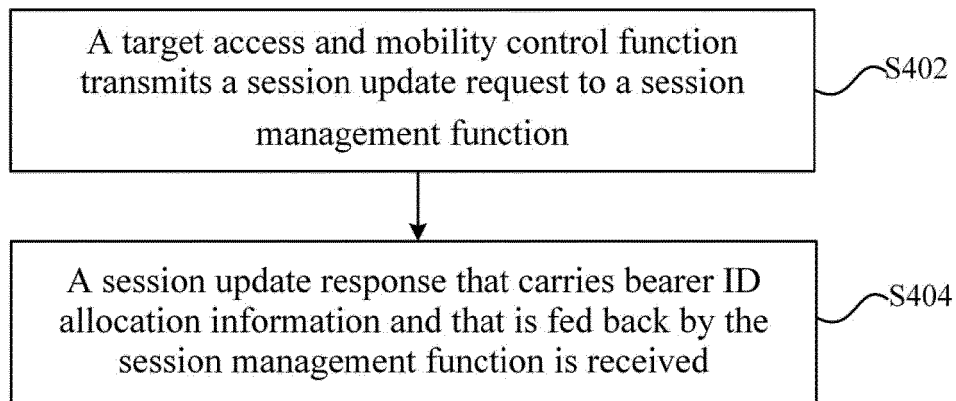 A target access and mobility control function
transmits a session update request to a session
management function
S402
A session update response that carries bearer ID
allocation information and that is fed back by the
session management function is received
S404